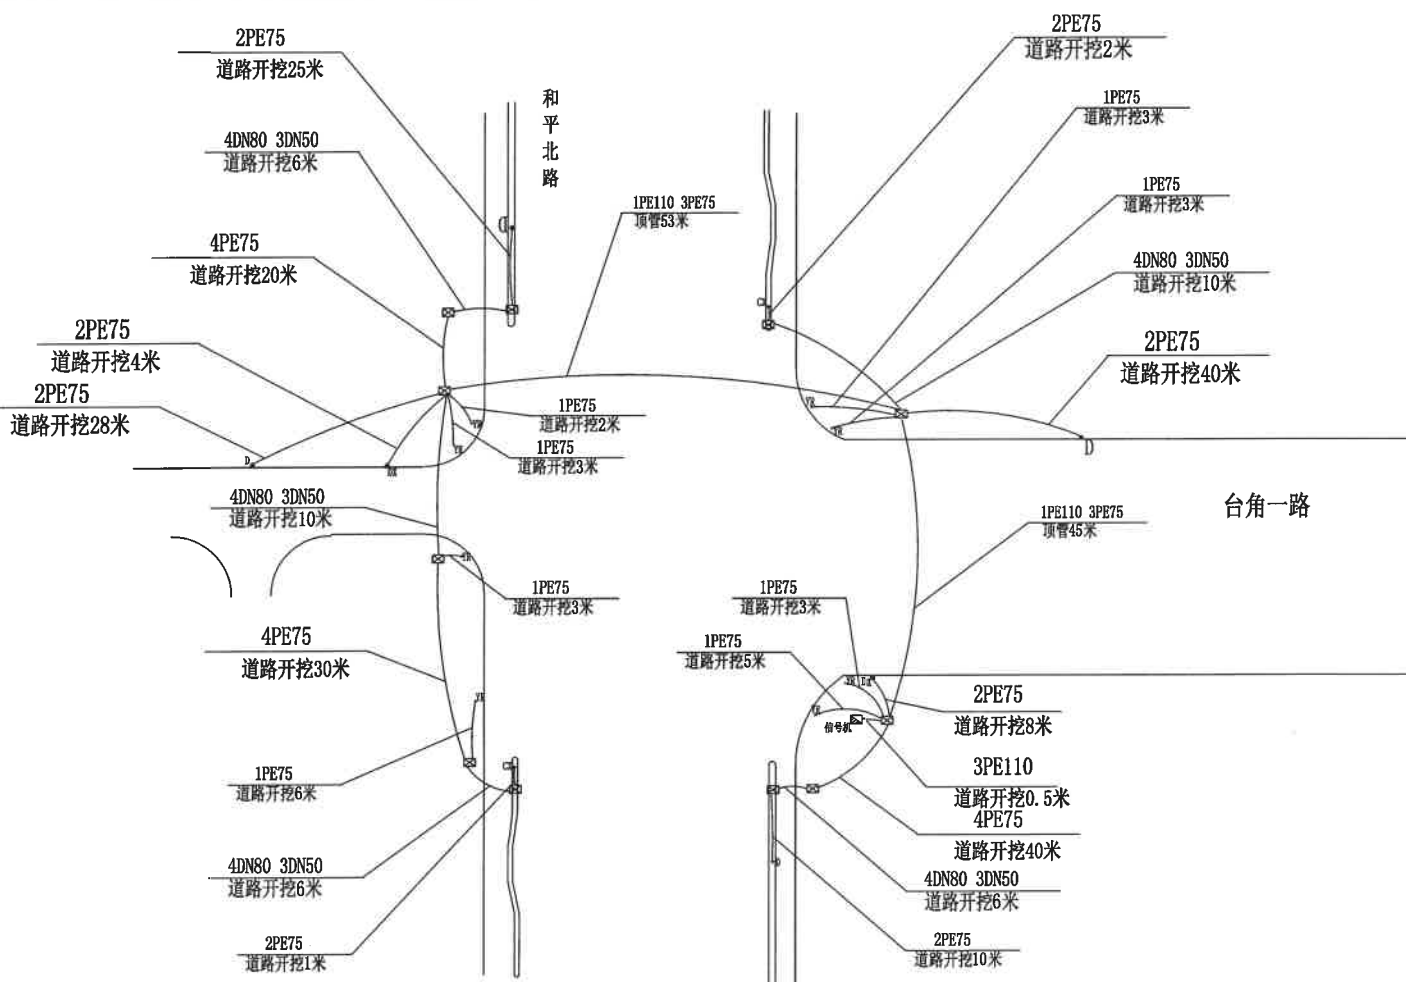 2PE75
道路开挖25米
2PE75
道路开挖2米
和
平
北
路
1PE75
道路开挖3米
4DN80 3DN50
道路开挖6米
1PE75
道路开挖3米
1PE110 3PE75
顶管53米
4PE75
道路开挖20米
4DN80 3DN50
道路开挖10米
2PE75
道路开挖4米
2PE75
道路开挖40米
2PE75
道路开挖28米
1PE75
道路开挖2米
1PE75
道路开挖3米
D
D
4DN80 3DN50
道路开挖10米
台角一路
1PE110 3PE75
顶管45米
1PE75
道路开挖3米
1PE75
道路开挖3米
4PE75
道路开挖30米
1PE75
道路开挖5米
2PE75
道路开挖8米
信号机
3PE110
道路开挖0.5米
1PE75
道路开挖6米
4PE75
道路开挖40米
4DN80 3DN50
道路开挖6米
4DN80 3DN50
道路开挖6米
2PE75
道路开挖1米
2PE75
道路开挖10米